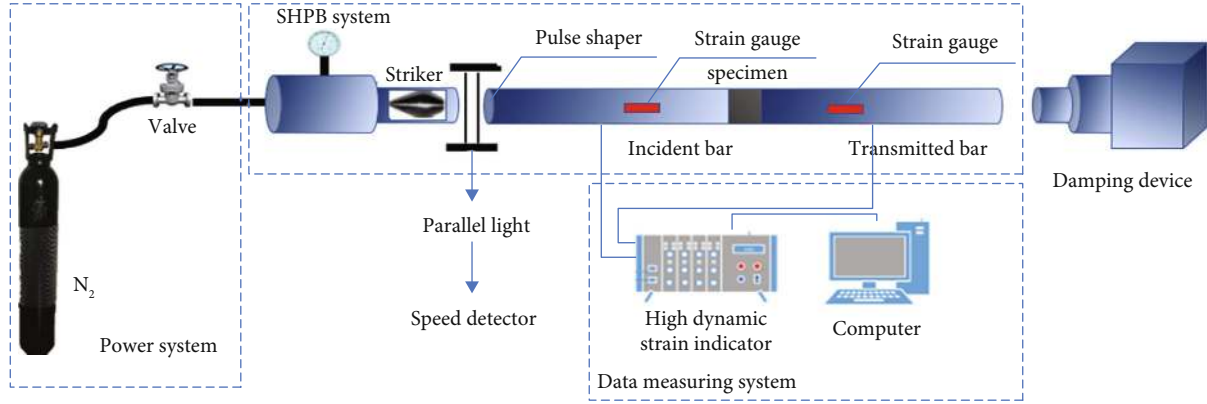 SHPB system
Pulse shaper
Strain gauge
Strain gauge
specimen
Striker
Valve
Incident bar
Transmitted bar
Damping device
Parallel light
N2
Speed detector
High dynamic
strain indicator
Computer
Power system
Data measuring system